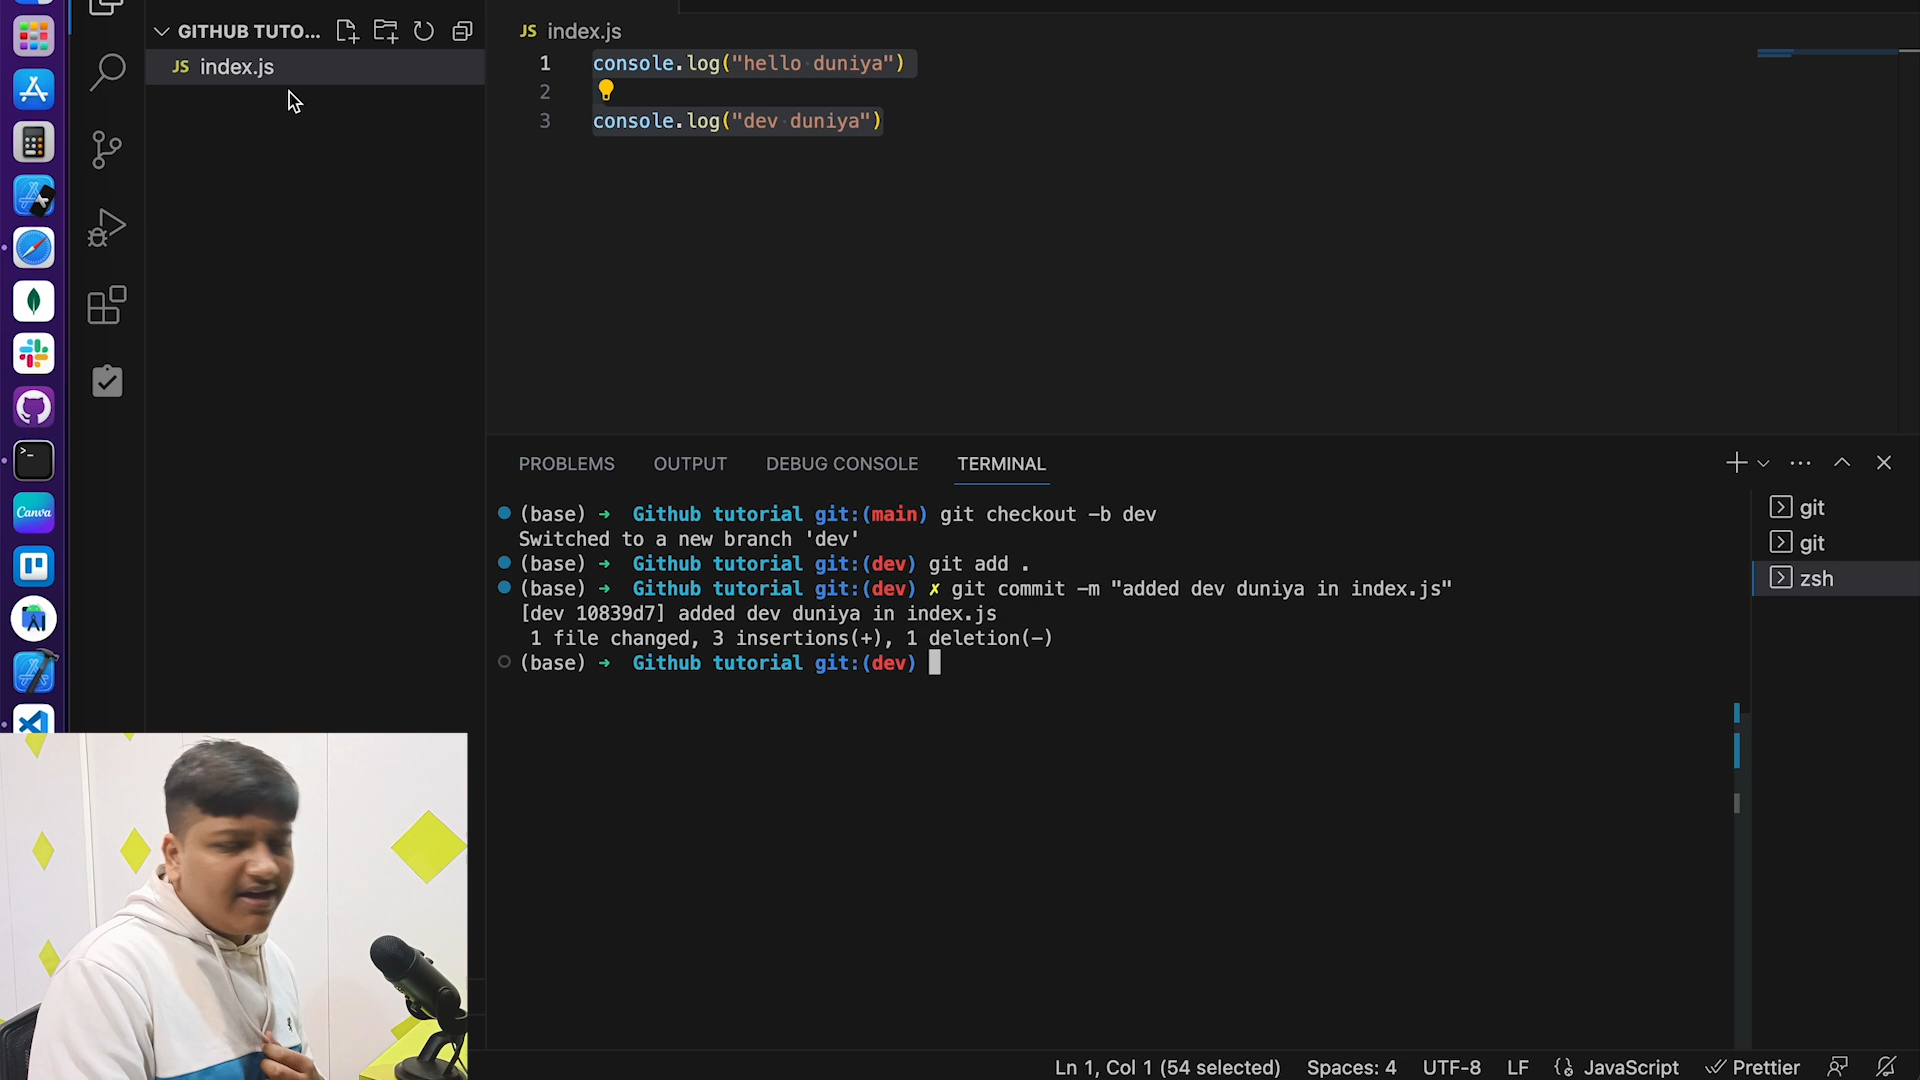 GITHUB TUTO...
JS index.js
JS index.js
1 console.log("hello duniya")
2
3 console.log("dev duniya")
PROBLEMS OUTPUT DEBUG CONSOLE TERMINAL
(base) ➜ Github tutorial git:(main) git checkout -b dev
Switched to a new branch 'dev'
(base) ➜ Github tutorial git:(dev) git add .
(base) ➜ Github tutorial git:(dev) ✗ git commit -m "added dev duniya in index.js"
[dev 10839d7] added dev duniya in index.js
1 file changed, 3 insertions(+), 1 deletion(-)
(base) ➜ Github tutorial git:(dev)
git
git
zsh
Canva
Ln 1, Col 1 (54 selected) Spaces: 4 UTF-8 LF JavaScript Prettier